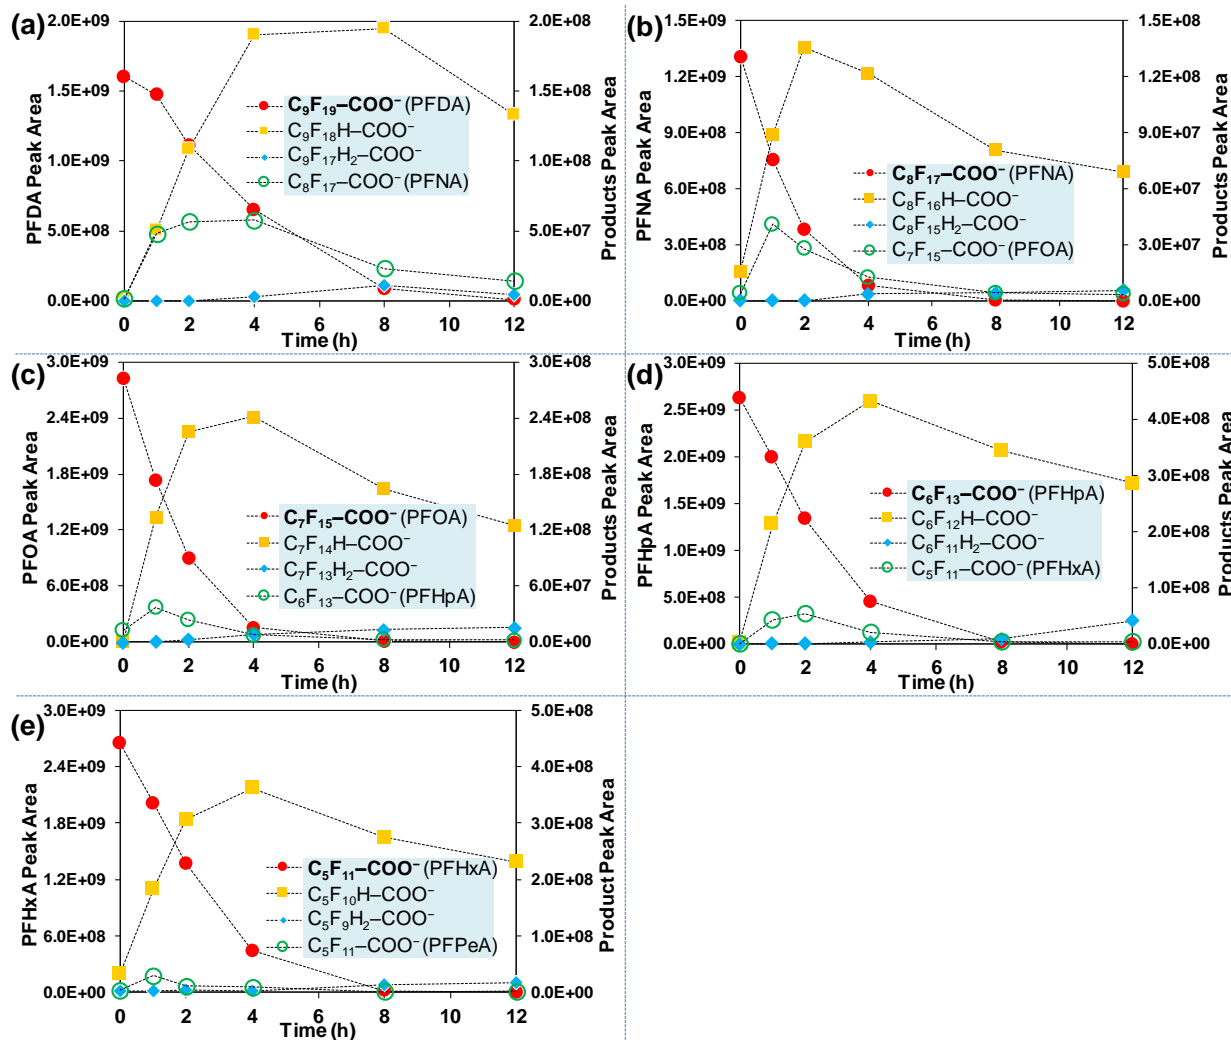 (a)
2.0E+09
1.5E+09
1.0E+09
5.0E+08
0.0E+00
PFDA Peak Area
C₉F₁₉–COO⁻ (PFDA)
C₉F₁₈H–COO⁻
C₉F₁₇H₂–COO⁻
C₈F₁₇–COO⁻ (PFNA)
2.0E+08
1.5E+08
1.0E+08
5.0E+07
0.0E+00
Products Peak Area
0 2 4 6 8 10 12
Time (h)
(b)
1.5E+09
1.2E+09
9.0E+08
6.0E+08
3.0E+08
0.0E+00
PFNA Peak Area
C₈F₁₇–COO⁻ (PFNA)
C₈F₁₆H–COO⁻
C₈F₁₅H₂–COO⁻
C₇F₁₅–COO⁻ (PFOA)
1.5E+08
1.2E+08
9.0E+07
6.0E+07
3.0E+07
0.0E+00
Products Peak Area
0 2 4 6 8 10 12
Time (h)
(c)
3.0E+09
2.4E+09
1.8E+09
1.2E+09
6.0E+08
0.0E+00
PFOA Peak Area
C₇F₁₅–COO⁻ (PFOA)
C₇F₁₄H–COO⁻
C₇F₁₃H₂–COO⁻
C₆F₁₃–COO⁻ (PFHpA)
3.0E+08
2.4E+08
1.8E+08
1.2E+08
6.0E+07
0.0E+00
Products Peak Area
0 2 4 6 8 10 12
Time (h)
(d)
3.0E+09
2.5E+09
2.0E+09
1.5E+09
1.0E+09
5.0E+08
0.0E+00
PFHpA Peak Area
C₆F₁₃–COO⁻ (PFHpA)
C₆F₁₂H–COO⁻
C₆F₁₁H₂–COO⁻
C₅F₁₁–COO⁻ (PFHxA)
5.0E+08
4.0E+08
3.0E+08
2.0E+08
1.0E+08
0.0E+00
Products Peak Area
0 2 4 6 8 10 12
Time (h)
(e)
3.0E+09
2.4E+09
1.8E+09
1.2E+09
6.0E+08
0.0E+00
PFHxA Peak Area
C₅F₁₁–COO⁻ (PFHxA)
C₅F₁₀H–COO⁻
C₅F₉H₂–COO⁻
C₅F₁₁–COO⁻ (PFPeA)
5.0E+08
4.0E+08
3.0E+08
2.0E+08
1.0E+08
0.0E+00
Product Peak Area
0 2 4 6 8 10 12
Time (h)